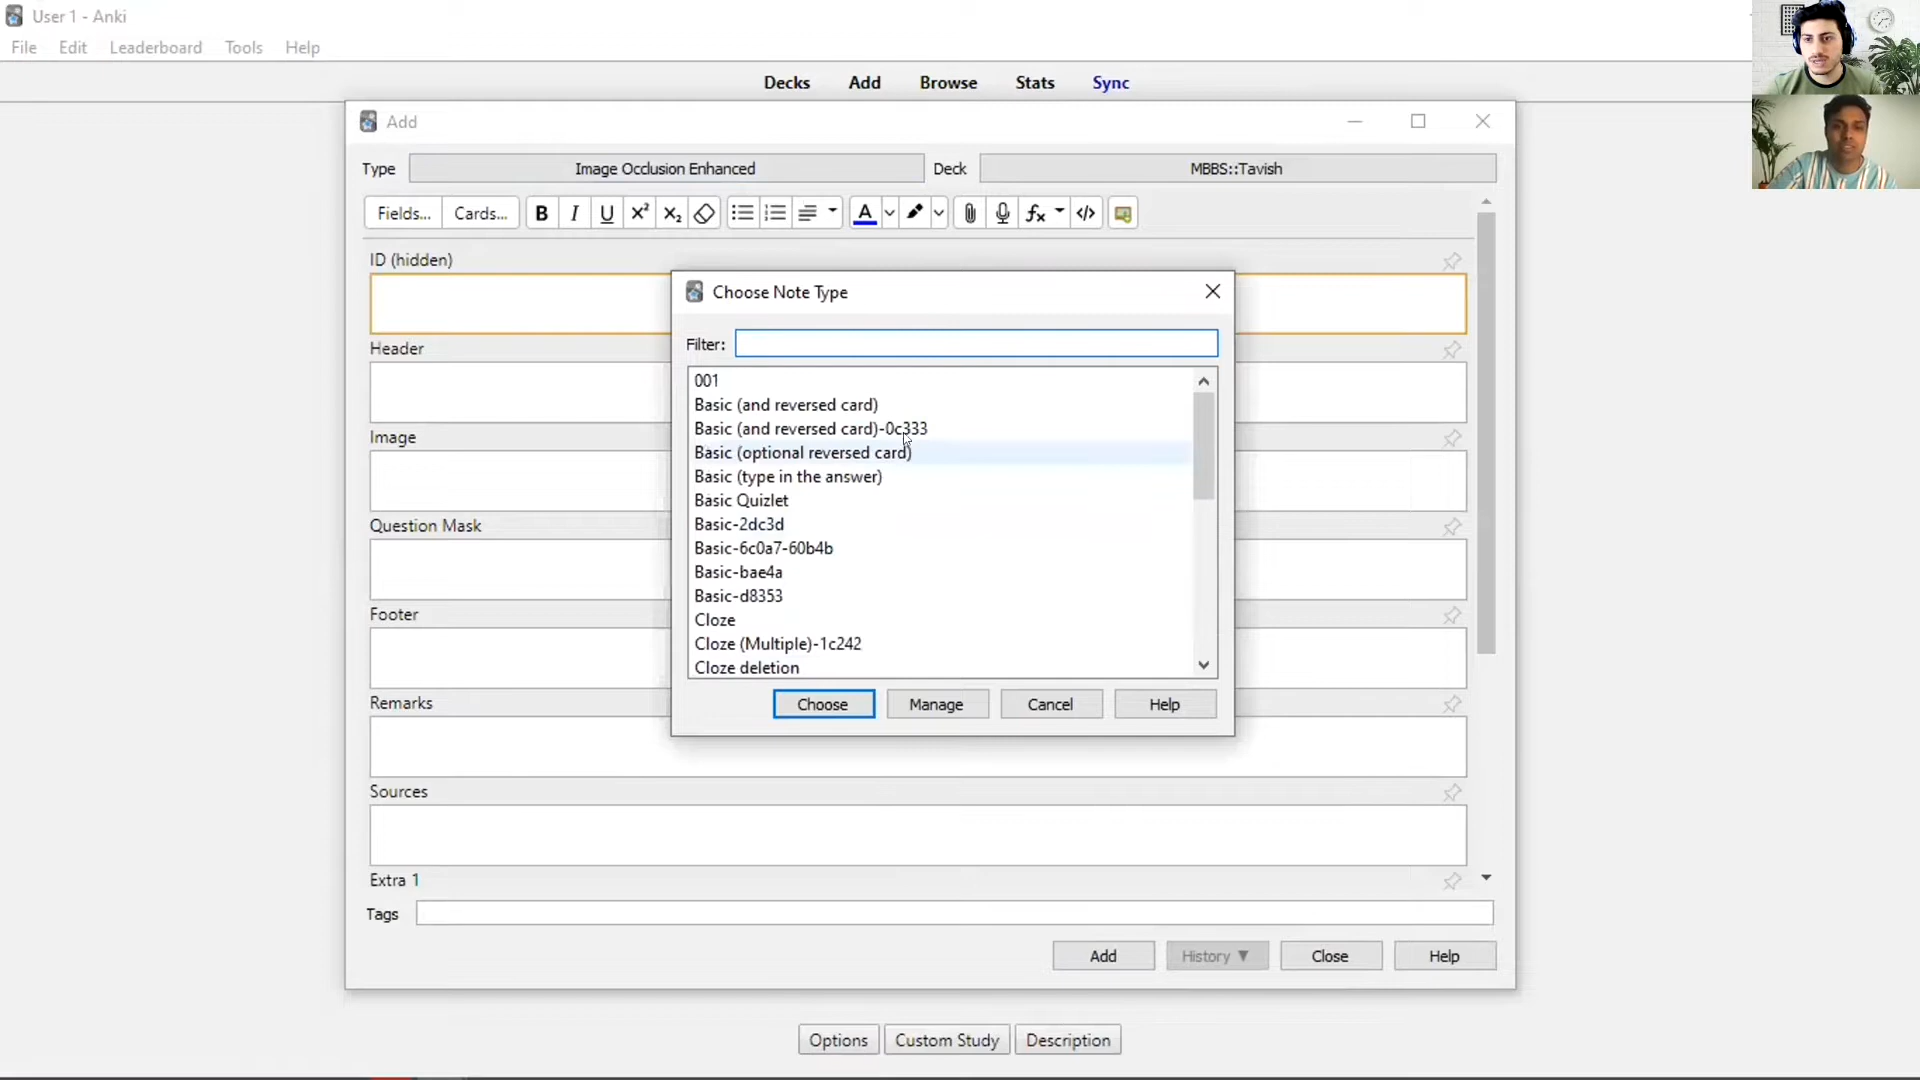 User 1 - Anki
File Edit Leaderboard Tools Help
Decks Add Browse Stats Sync
Add
Type Image Occlusion Enhanced Deck MBBS::Tavish
Fields... Cards... B I U x² x₂ A fx </>
ID (hidden)
Header
Image
Question Mask
Footer
Remarks
Sources
Extra 1
Tags
Choose Note Type
Filter:
001
Basic (and reversed card)
Basic (and reversed card)-0c333
Basic (optional reversed card)
Basic (type in the answer)
Basic Quizlet
Basic-2dc3d
Basic-6c0a7-60b4b
Basic-bae4a
Basic-d8353
Cloze
Cloze (Multiple)-1c242
Cloze deletion
Choose Manage Cancel Help
Add History ▼ Close Help
Options Custom Study Description